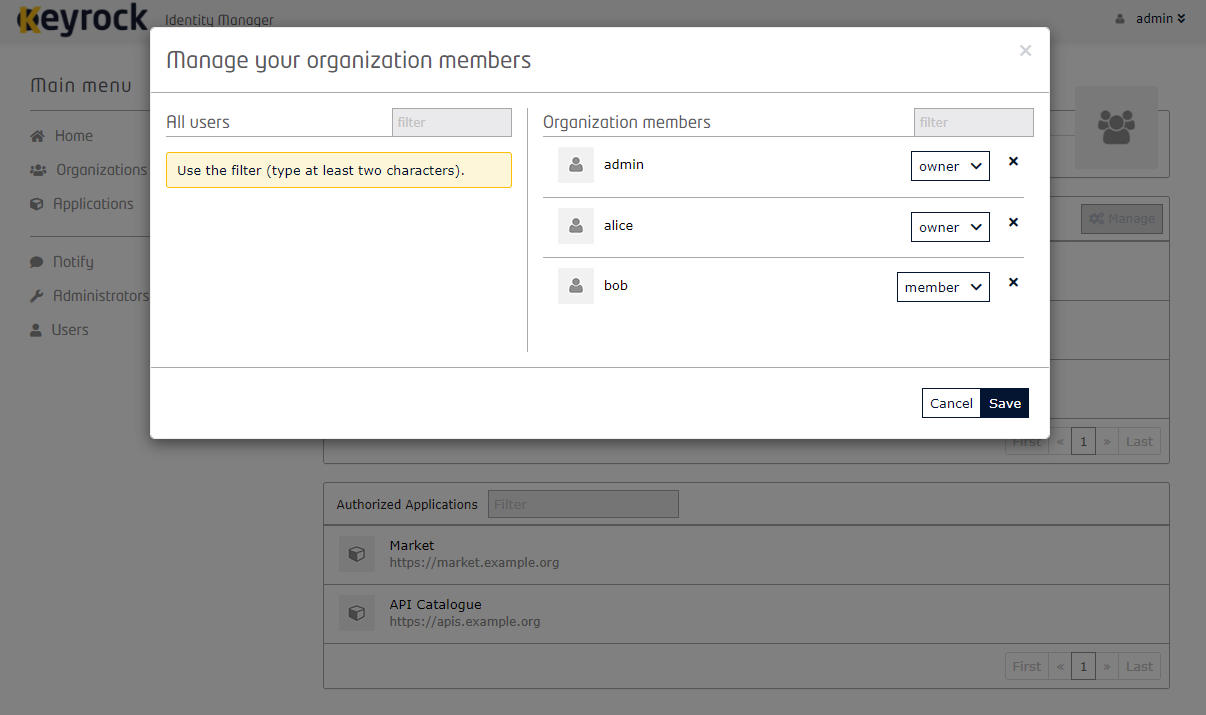 Keyrock Identity Manager
admin
Manage your organization members
×
Main menu
Home
Organizations
Applications
Notify
Administrators
Users
All users
filter
Use the filter (type at least two characters).
Organization members
filter
admin
owner
alice
owner
bob
member
Cancel
Save
Manage
First « 1 » Last
Authorized Applications
Filter
Market
https://market.example.org
API Catalogue
https://apis.example.org
First « 1 » Last